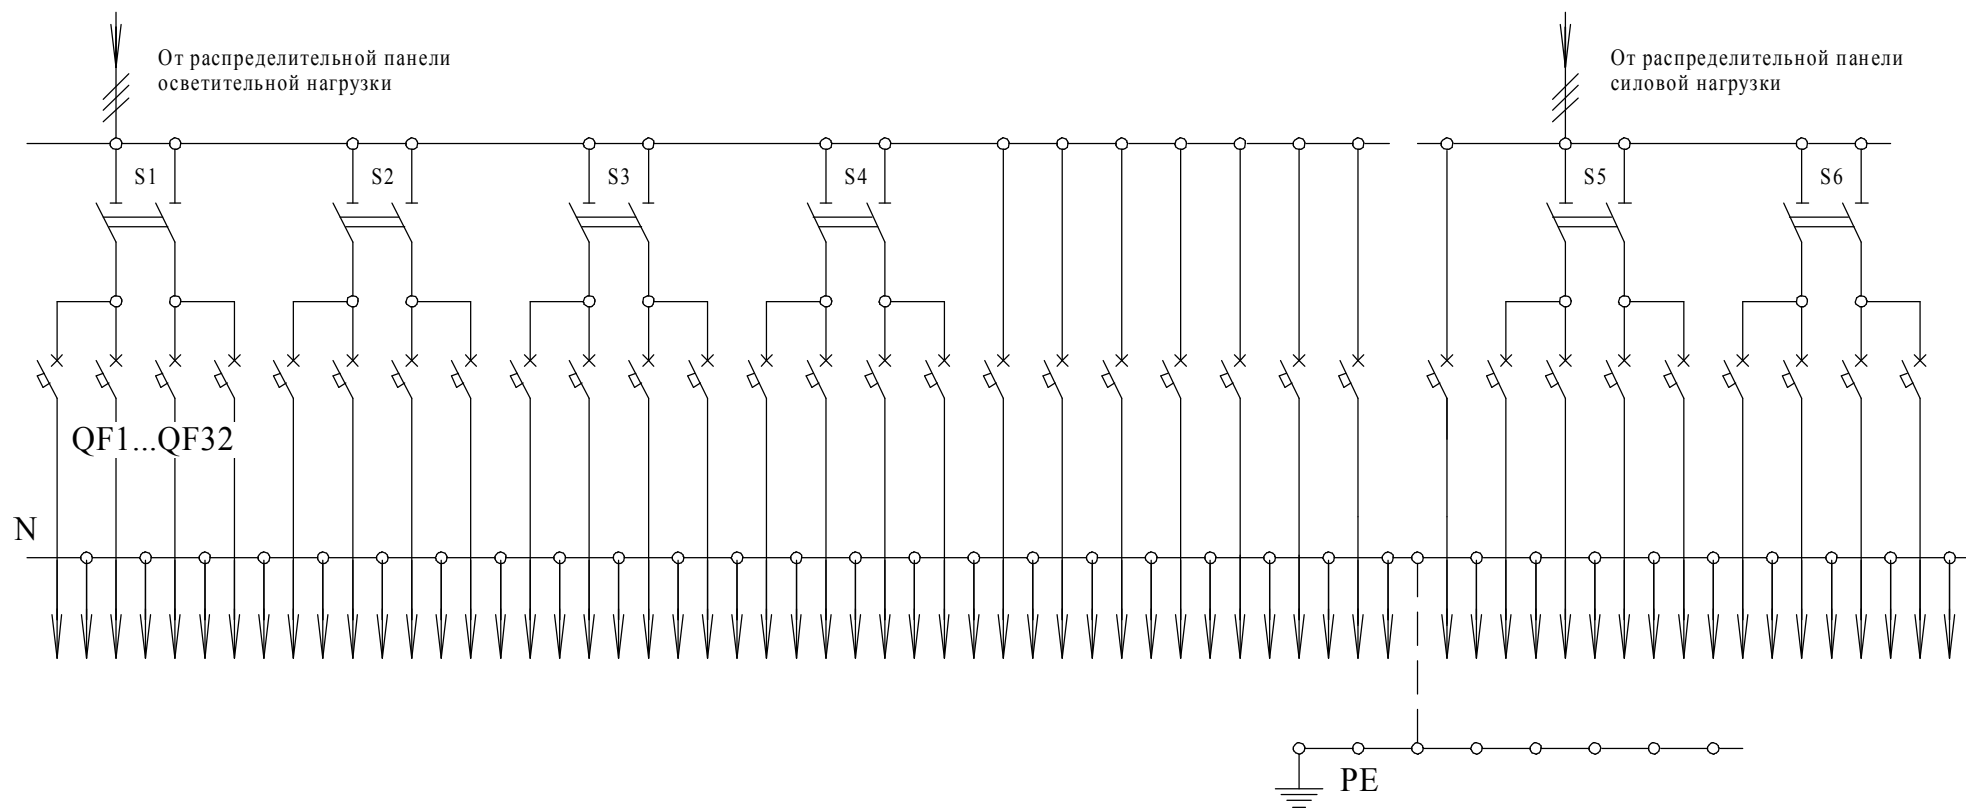 От распределительной панели
осветительной нагрузки
От распределительной панели
силовой нагрузки
S1
S2
S3
S4
S5
S6
QF1...QF32
N
PE